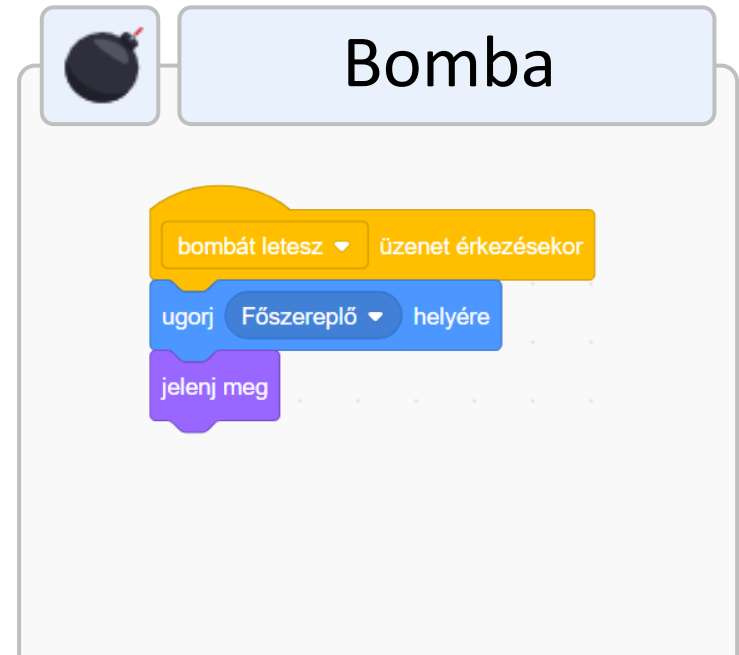 Bomba
bombát letesz üzenet érkezésekor
ugorj Főszereplő helyére
jelenj meg